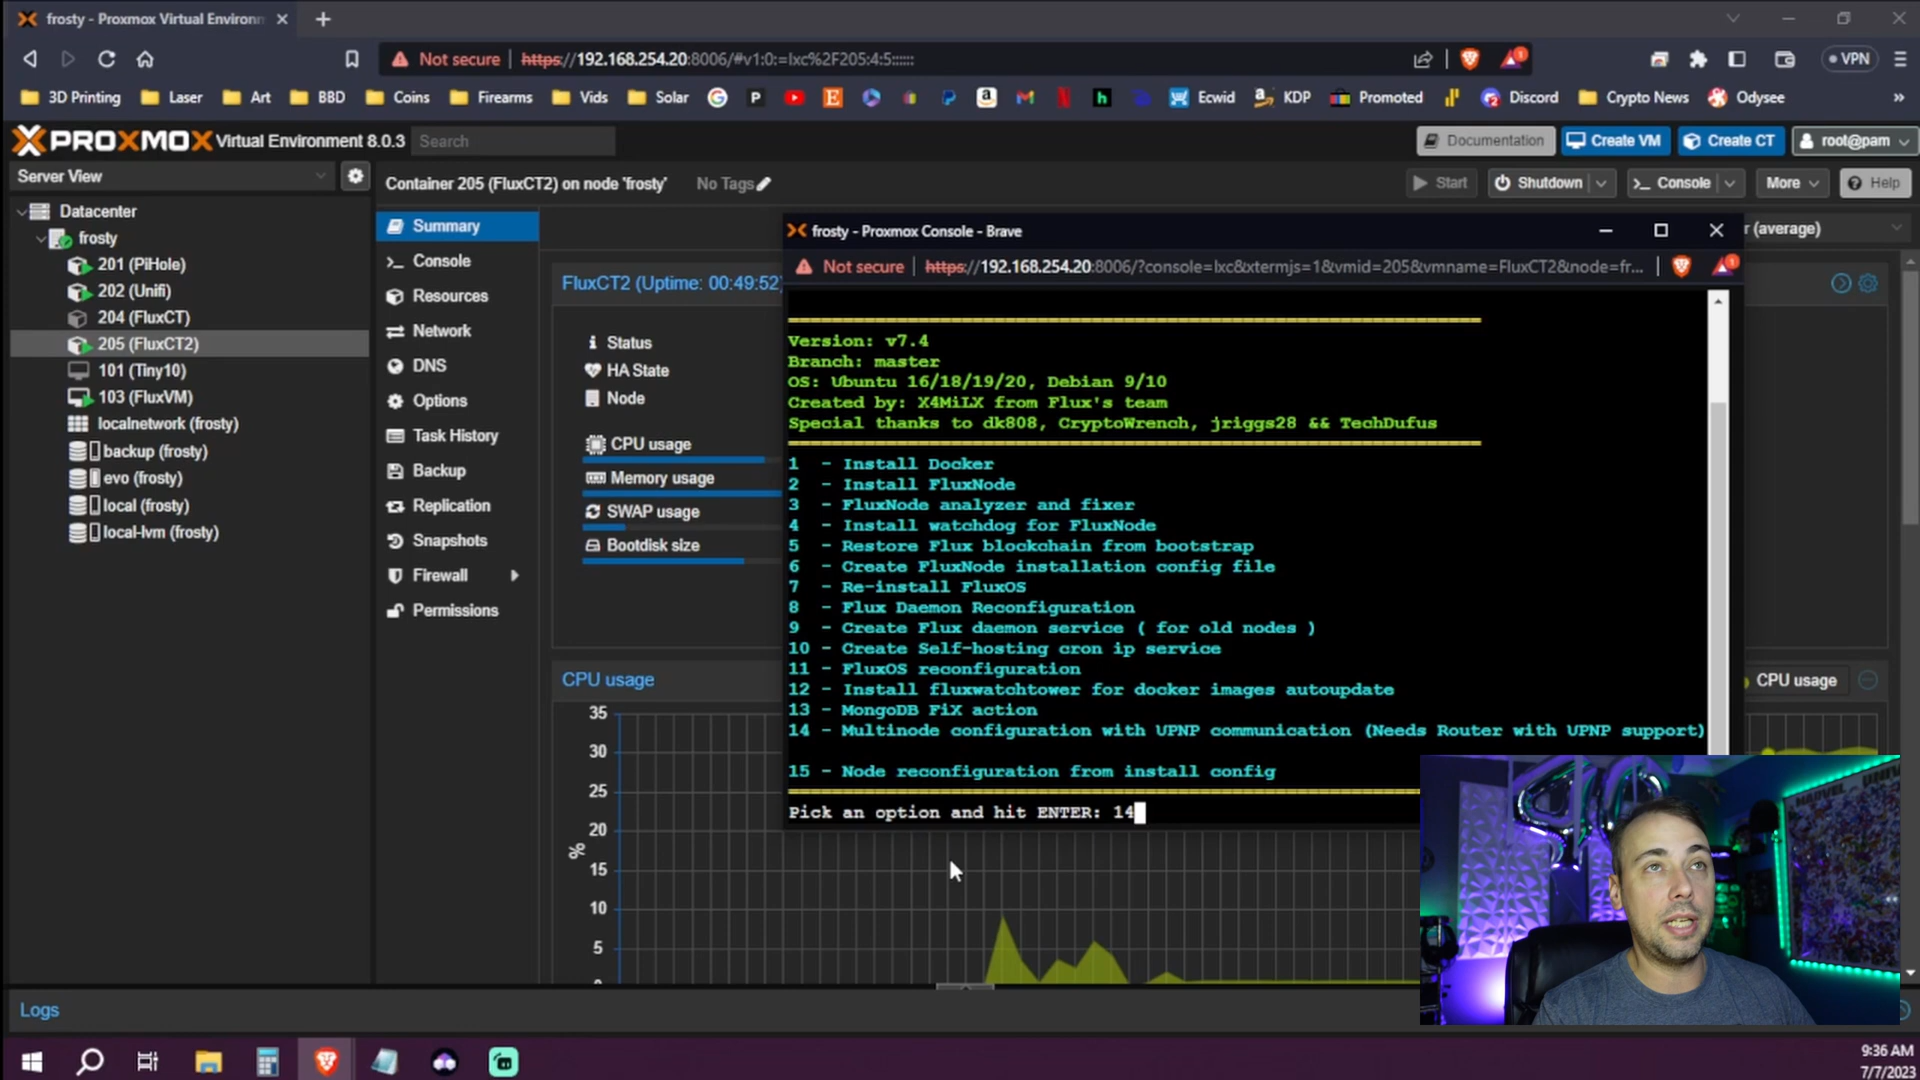 frosty - Proxmox Virtual Environm
Not secure
https://192.168.254.20:8006/#v1:0:=lxc%2F205:4:5::::::
VPN
3D Printing
Laser
Art
BBD
Coins
Firearms
Vids
Solar
Ecwid
KDP
Promoted
Discord
Crypto News
Odysee
PROXMOX Virtual Environment 8.0.3
Search
Documentation
Create VM
Create CT
root@pam
Server View
Container 205 (FluxCT2) on node 'frosty'
No Tags
Start
Shutdown
Console
More
Help
Datacenter
frosty
201 (PiHole)
202 (Unifi)
204 (FluxCT)
205 (FluxCT2)
101 (Tiny10)
103 (FluxVM)
localnetwork (frosty)
backup (frosty)
evo (frosty)
local (frosty)
local-lvm (frosty)
Summary
Console
Resources
Network
DNS
Options
Task History
Backup
Replication
Snapshots
Firewall
Permissions
r (average)
FluxCT2 (Uptime: 00:49:52)
Status
HA State
Node
CPU usage
Memory usage
SWAP usage
Bootdisk size
CPU usage
35
30
25
20
15
10
5
%
CPU usage
frosty - Proxmox Console - Brave
Not secure
https://192.168.254.20:8006/?console=lxc&xtermjs=1&vmid=205&vmname=FluxCT2&node=fr...
Version: v7.4
Branch: master
OS: Ubuntu 16/18/19/20, Debian 9/10
Created by: X4MiLX from Flux's team
Special thanks to dk808, CryptoWrench, jriggs28 && TechDufus
1 - Install Docker
2 - Install FluxNode
3 - FluxNode analyzer and fixer
4 - Install watchdog for FluxNode
5 - Restore Flux blockchain from bootstrap
6 - Create FluxNode installation config file
7 - Re-install FluxOS
8 - Flux Daemon Reconfiguration
9 - Create Flux daemon service ( for old nodes )
10 - Create Self-hosting cron ip service
11 - FluxOS reconfiguration
12 - Install fluxwatchtower for docker images autoupdate
13 - MongoDB FiX action
14 - Multinode configuration with UPNP communication (Needs Router with UPNP support)
15 - Node reconfiguration from install config
Pick an option and hit ENTER: 14
Logs
9:36 AM
7/7/2023